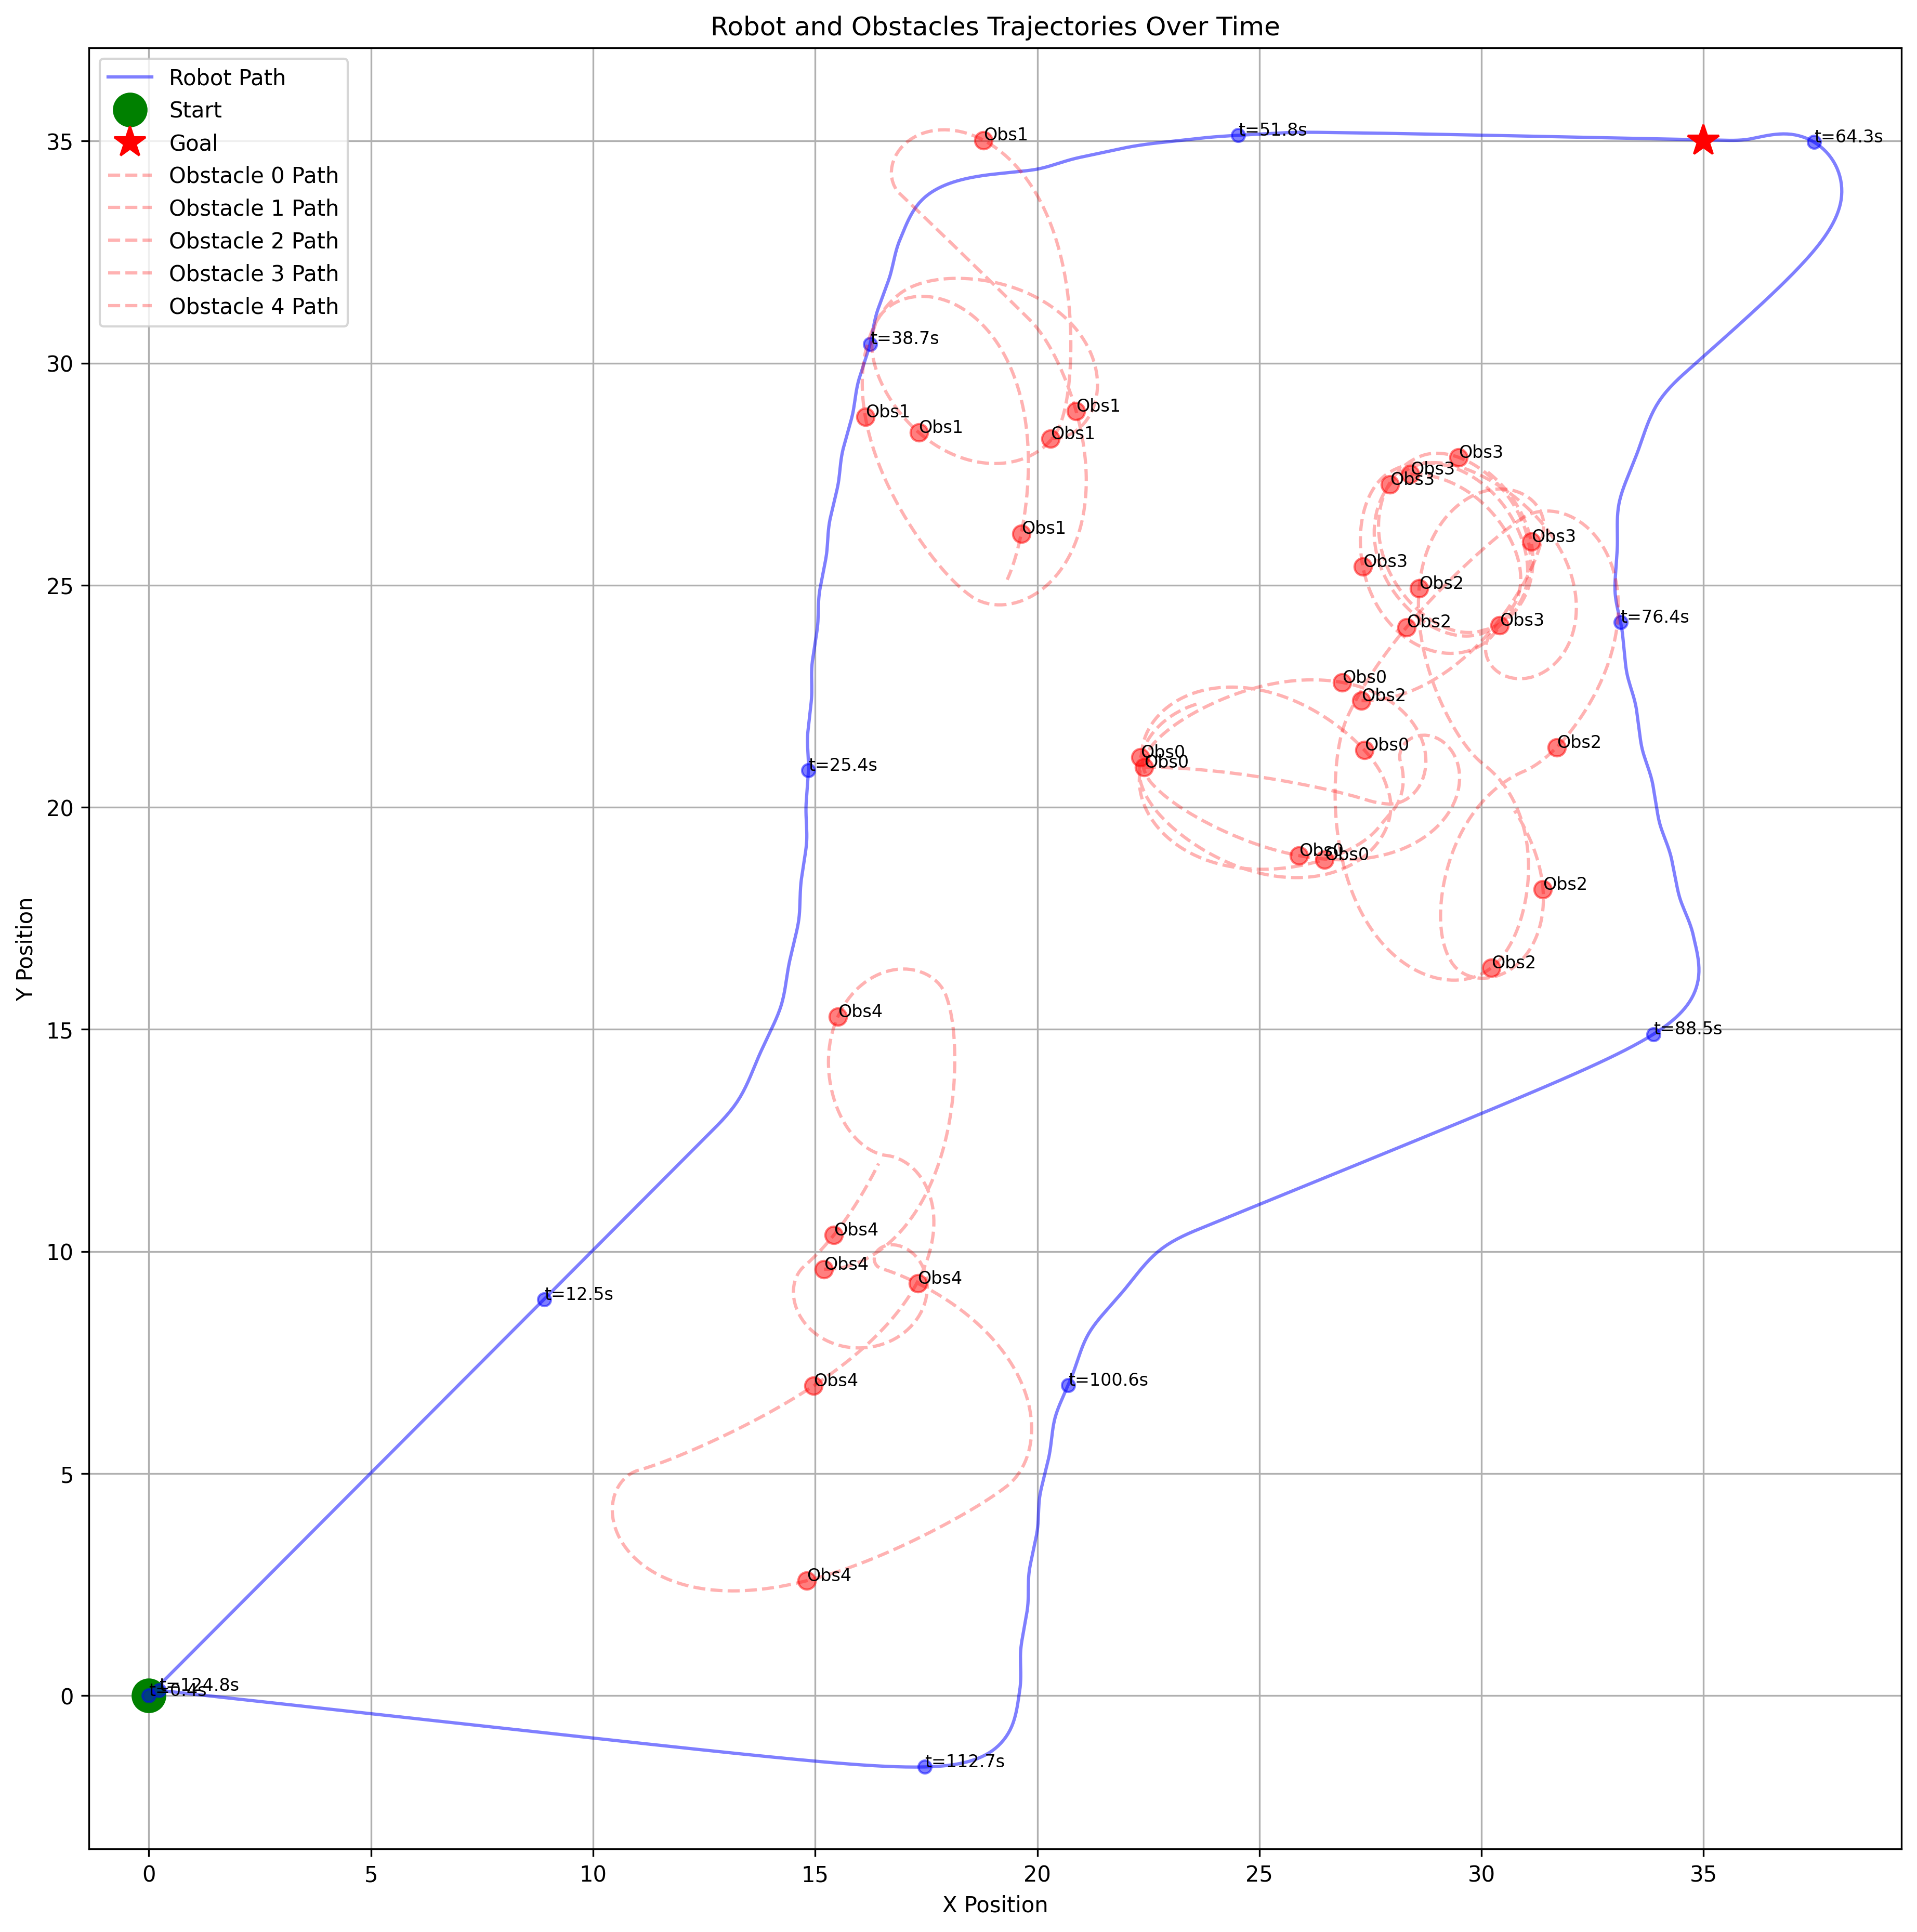 Robot and Obstacles Trajectories Over Time
Robot Path
Start
Goal
Obstacle 0 Path
Obstacle 1 Path
Obstacle 2 Path
Obstacle 3 Path
Obstacle 4 Path
35
30
25
20
15
10
5
0
Y Position
Obs1
t=51.8s
t=64.3s
t=38.7s
Obs1
Obs1
Obs1
Obs1
Obs3
Obs3
Obs3
Obs1
Obs3
Obs3
Obs2
Obs2
Obs3
t=76.4s
Obs0
Obs2
Obs0
Obs2
Obs0
Obs0
t=25.4s
Obs0
Obs0
Obs2
Obs2
Obs4
t=88.5s
Obs4
Obs4
Obs4
t=12.5s
Obs4
t=100.6s
Obs4
t=124.8s
t=0.4s
t=112.7s
0
5
10
15
20
25
30
35
X Position